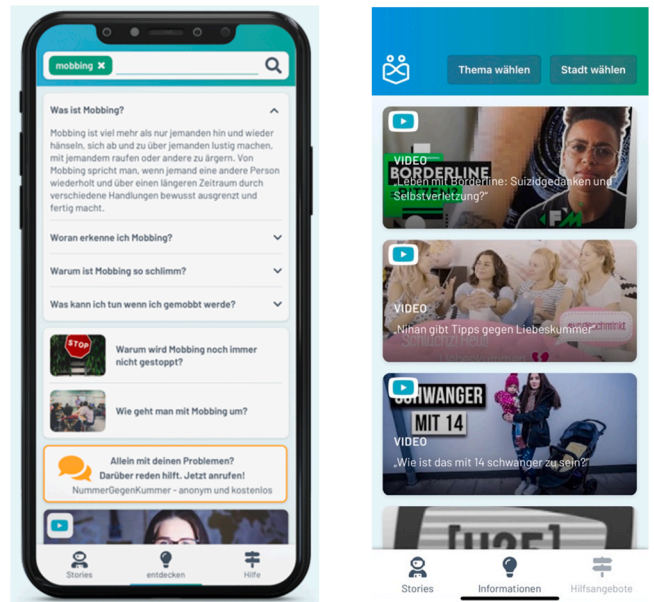 mobbing ✖
Was ist Mobbing?
Mobbing ist viel mehr als nur jemanden hin und wieder
hänseln, sich ab und zu über jemanden lustig machen,
mit jemandem raufen oder andere zu ärgern. Von
Mobbing spricht man, wenn jemand eine andere Person
wiederholt und über einen längeren Zeitraum durch
verschiedene Handlungen bewusst ausgrenzt und
fertig macht.
Woran erkenne ich Mobbing?
Warum ist Mobbing so schlimm?
Was kann ich tun wenn ich gemobbt werde?
STOP
Warum wird Mobbing noch immer
nicht gestoppt?
Wie geht man mit Mobbing um?
Allein mit deinen Problemen?
Darüber reden hilft. Jetzt anrufen!
NummerGegenKummer - anonym und kostenlos
Stories
entdecken
Hilfe
Thema wählen
Stadt wählen
VIDEO
BORDERLINE
„Leben mit Borderline: Suizidgedanken und
Selbstverletzung?“
VIDEO
„Nihan gibt Tipps gegen Liebeskummer“
SCHWANGER
MIT 14
VIDEO
„Wie ist das mit 14 schwanger zu sein?“
Stories
Informationen
Hilfsangebote